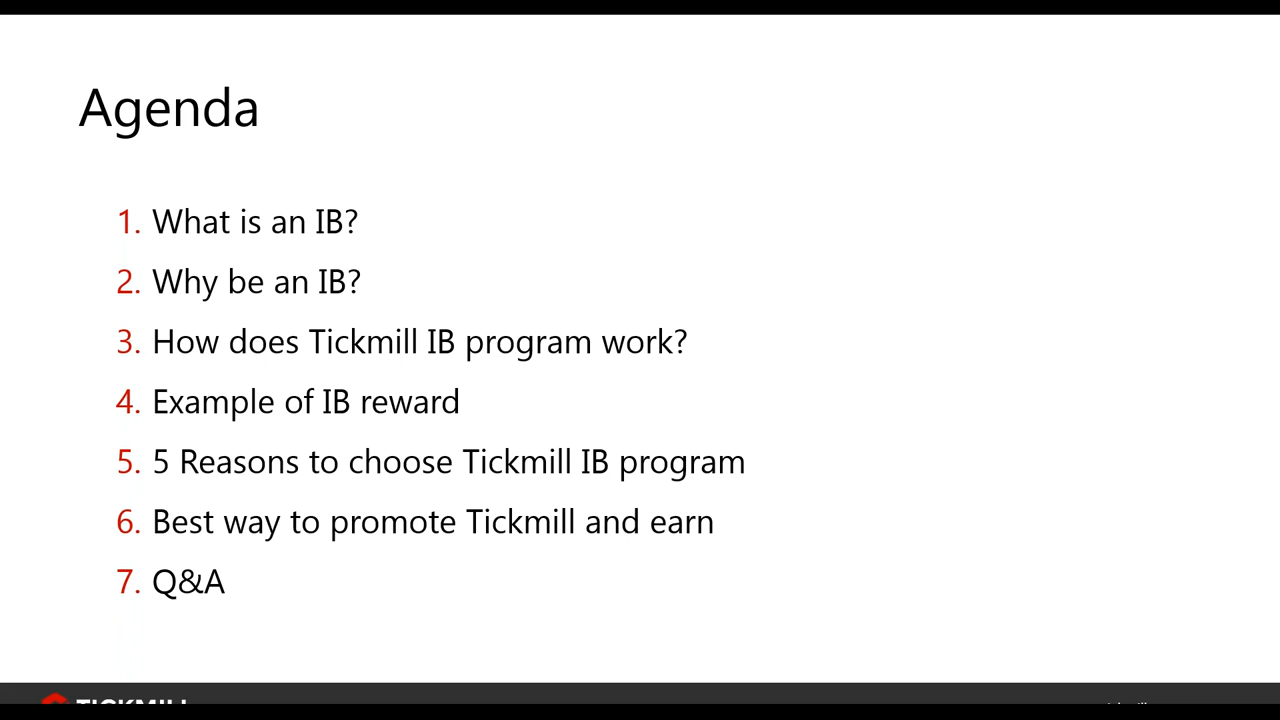 Agenda
1. What is an IB?
2. Why be an IB?
3. How does Tickmill IB program work?
4. Example of IB reward
5. 5 Reasons to choose Tickmill IB program
6. Best way to promote Tickmill and earn
7. Q&A
TICKMILL